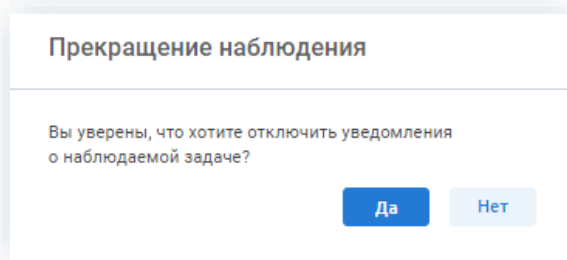 Прекращение наблюдения
Вы уверены, что хотите отключить уведомления
о наблюдаемой задаче?
Да
Нет